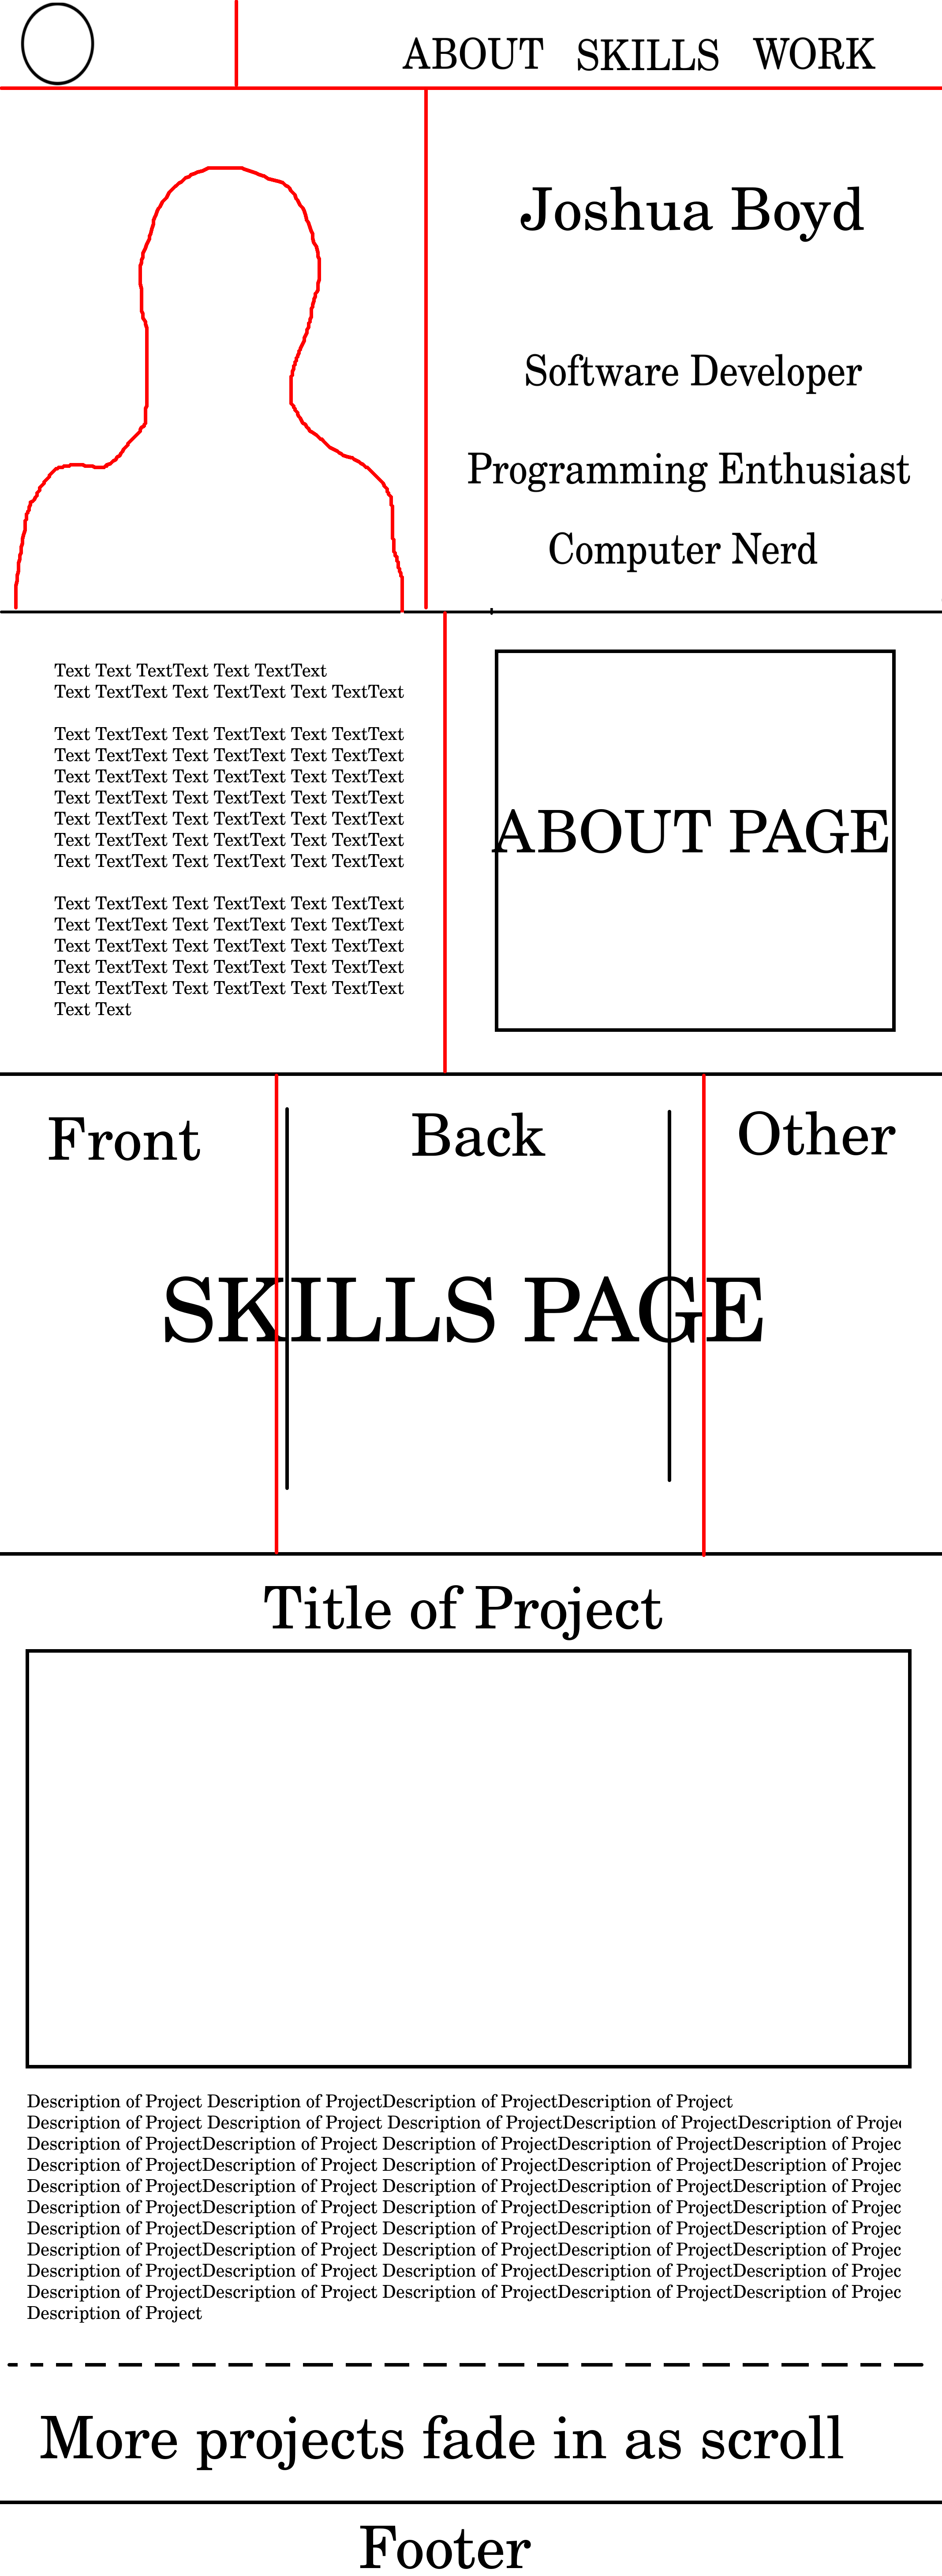 ABOUT SKILLS WORK
Joshua Boyd
Software Developer
Programming Enthusiast
Computer Nerd
Text Text TextText Text TextText
Text TextText Text TextText Text TextText
Text TextText Text TextText Text TextText
Text TextText Text TextText Text TextText
Text TextText Text TextText Text TextText
Text TextText Text TextText Text TextText
Text TextText Text TextText Text TextText
Text TextText Text TextText Text TextText
Text TextText Text TextText Text TextText
Text TextText Text TextText Text TextText
Text TextText Text TextText Text TextText
Text TextText Text TextText Text TextText
Text TextText Text TextText Text TextText
Text TextText Text TextText Text TextText
Text Text
ABOUT PAGE
Front Back Other
SKILLS PAGE
Title of Project
Description of Project Description of ProjectDescription of ProjectDescription of Project
Description of Project Description of Project Description of ProjectDescription of ProjectDescription of Projec
Description of ProjectDescription of Project Description of ProjectDescription of ProjectDescription of Projec
Description of ProjectDescription of Project Description of ProjectDescription of ProjectDescription of Projec
Description of ProjectDescription of Project Description of ProjectDescription of ProjectDescription of Projec
Description of ProjectDescription of Project Description of ProjectDescription of ProjectDescription of Projec
Description of ProjectDescription of Project Description of ProjectDescription of ProjectDescription of Projec
Description of ProjectDescription of Project Description of ProjectDescription of ProjectDescription of Projec
Description of ProjectDescription of Project Description of ProjectDescription of ProjectDescription of Projec
Description of ProjectDescription of Project Description of ProjectDescription of ProjectDescription of Projec
Description of Project
More projects fade in as scroll
Footer